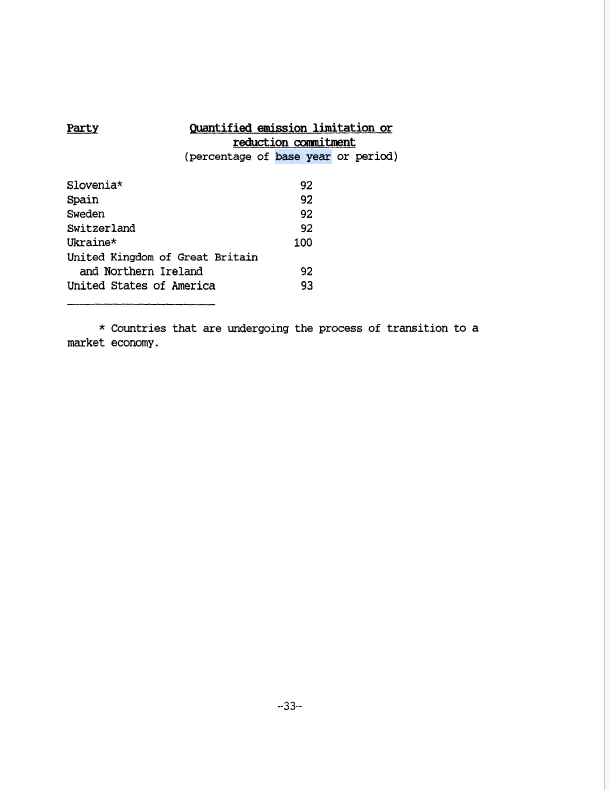 Party Quantified emission limitation or
reduction commitment
(percentage of base year or period)
Slovenia* 92
Spain 92
Sweden 92
Switzerland 92
Ukraine* 100
United Kingdom of Great Britain
and Northern Ireland 92
United States of America 93
* Countries that are undergoing the process of transition to a
market economy.
--33--